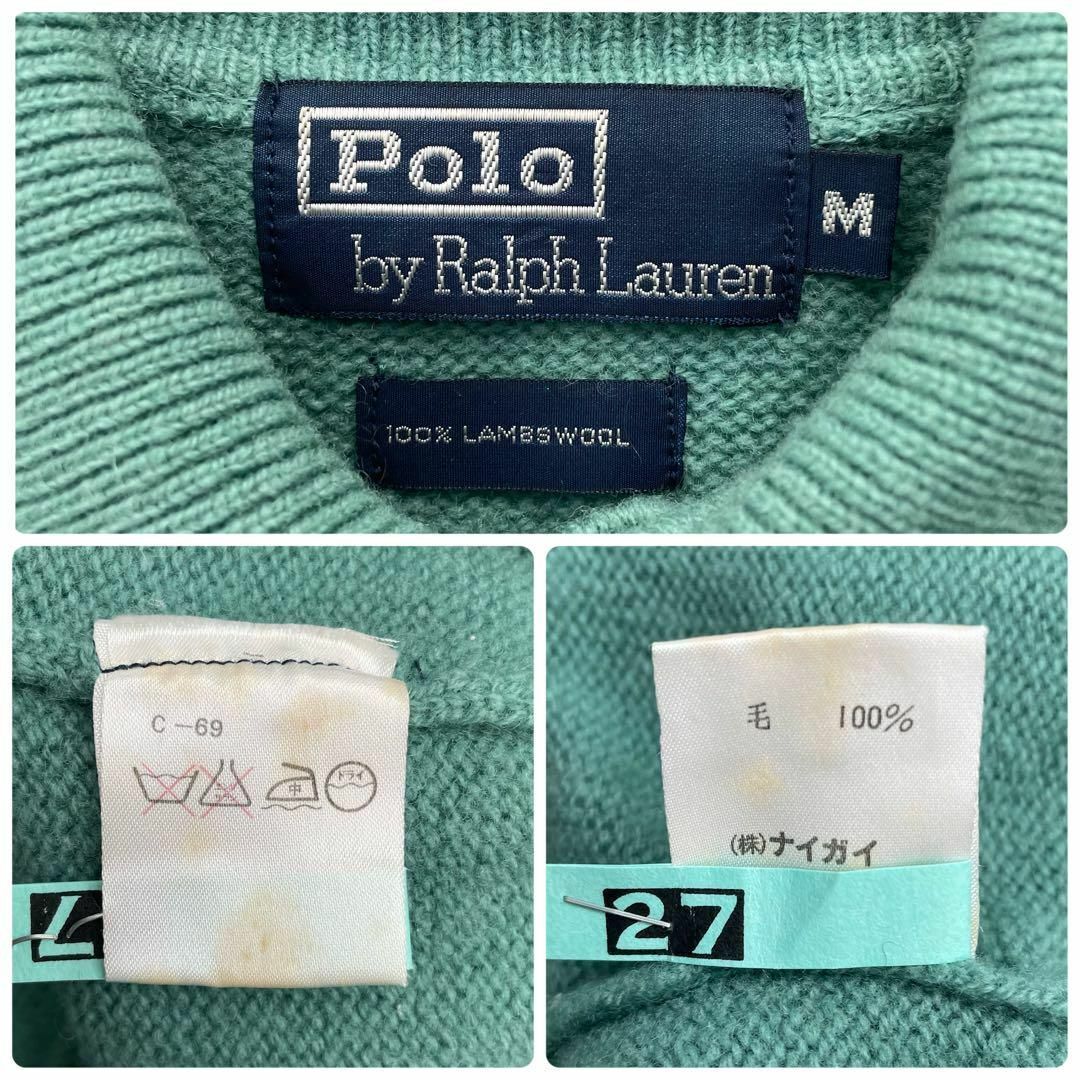 Polo
by Ralph Lauren
M
100% LAMBSWOOL
C-69
中 ドライ
7
毛 100%
(株)ナイガイ
27